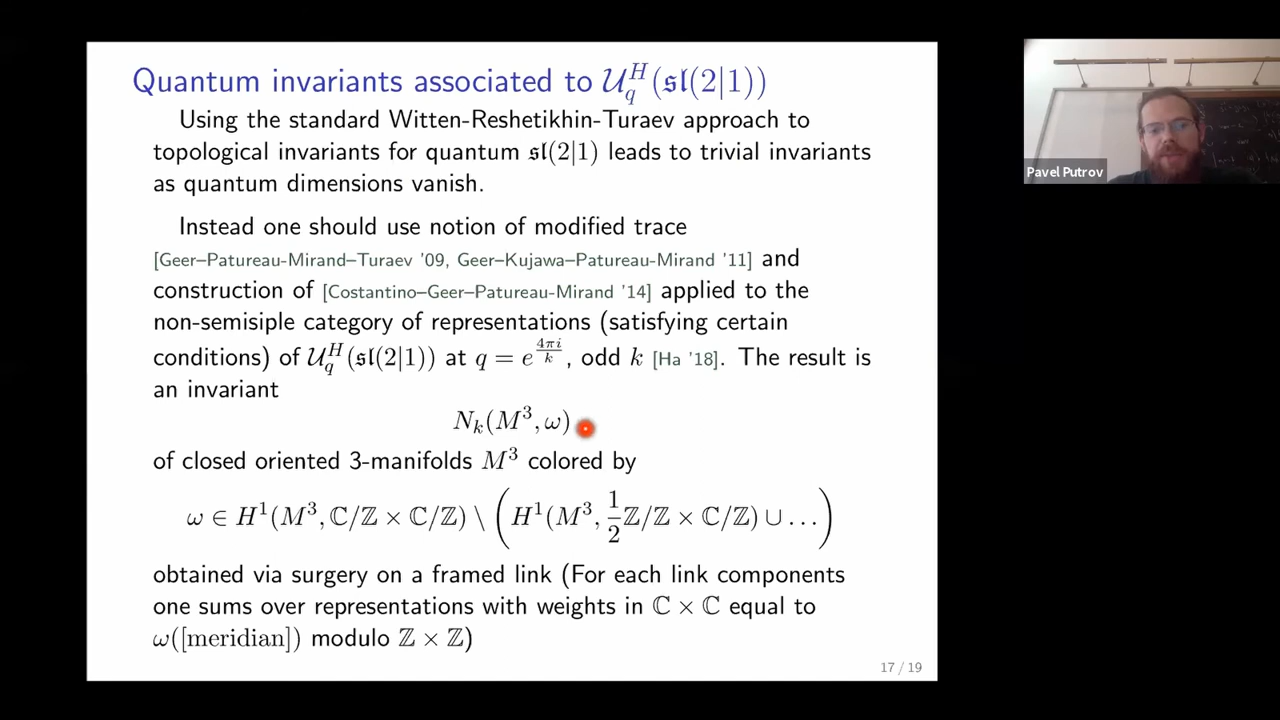 Quantum invariants associated to $\mathcal{U}_q^H(\mathfrak{sl}(2|1))$
Using the standard Witten-Reshetikhin-Turaev approach to
topological invariants for quantum $\mathfrak{sl}(2|1)$ leads to trivial invariants
as quantum dimensions vanish.
Instead one should use notion of modified trace
[Geer–Patureau-Mirand–Turaev '09, Geer–Kujawa–Patureau-Mirand '11] and
construction of [Costantino–Geer–Patureau-Mirand '14] applied to the
non-semisiple category of representations (satisfying certain
conditions) of $\mathcal{U}_q^H(\mathfrak{sl}(2|1))$ at $q = e^{\frac{4\pi i}{k}}$, odd $k$ [Ha '18]. The result is
an invariant
$N_k(M^3, \omega)$
of closed oriented 3-manifolds $M^3$ colored by
$\omega \in H^1(M^3, \mathbb{C}/\mathbb{Z} \times \mathbb{C}/\mathbb{Z}) \setminus \left( H^1(M^3, \frac{1}{2}\mathbb{Z}/\mathbb{Z} \times \mathbb{C}/\mathbb{Z}) \cup \ldots \right)$
obtained via surgery on a framed link (For each link components
one sums over representations with weights in $\mathbb{C} \times \mathbb{C}$ equal to
$\omega([\mathrm{meridian}])$ modulo $\mathbb{Z} \times \mathbb{Z}$)
17 / 19
Pavel Putrov